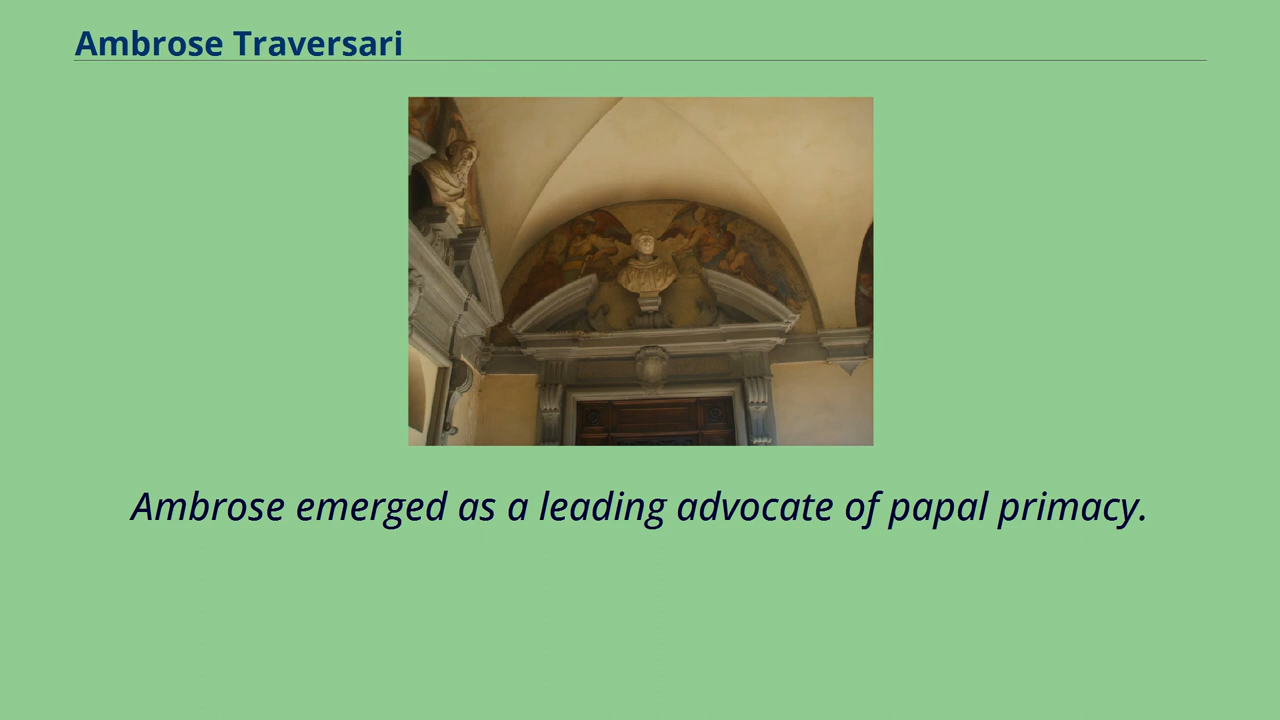 Ambrose Traversari
Ambrose emerged as a leading advocate of papal primacy.